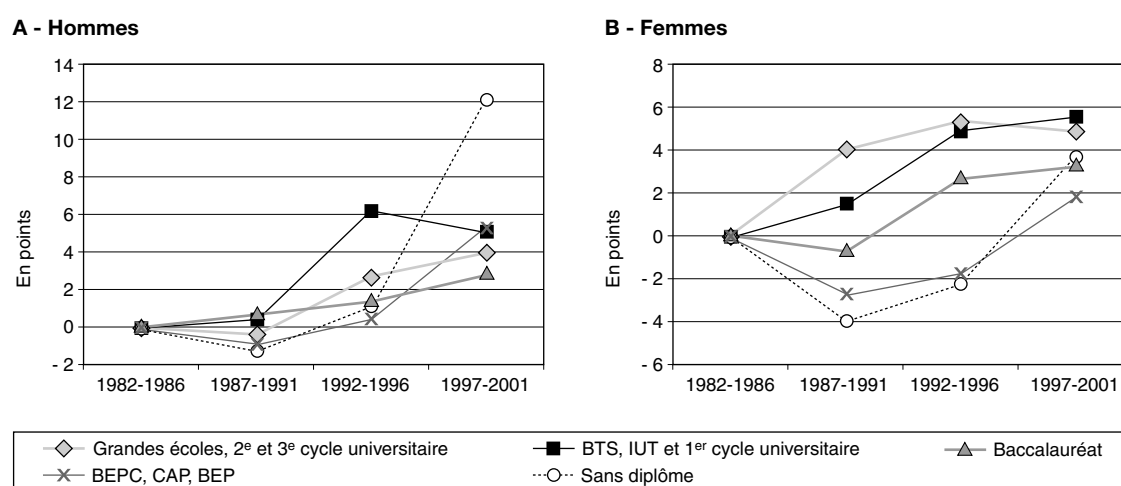 A - Hommes
En points
14
12
10
8
6
4
2
0
- 2
1982-1986 1987-1991 1992-1996 1997-2001
B - Femmes
En points
8
6
4
2
0
- 2
- 4
- 6
1982-1986 1987-1991 1992-1996 1997-2001
Grandes écoles, 2e et 3e cycle universitaire BTS, IUT et 1er cycle universitaire Baccalauréat
BEPC, CAP, BEP Sans diplôme